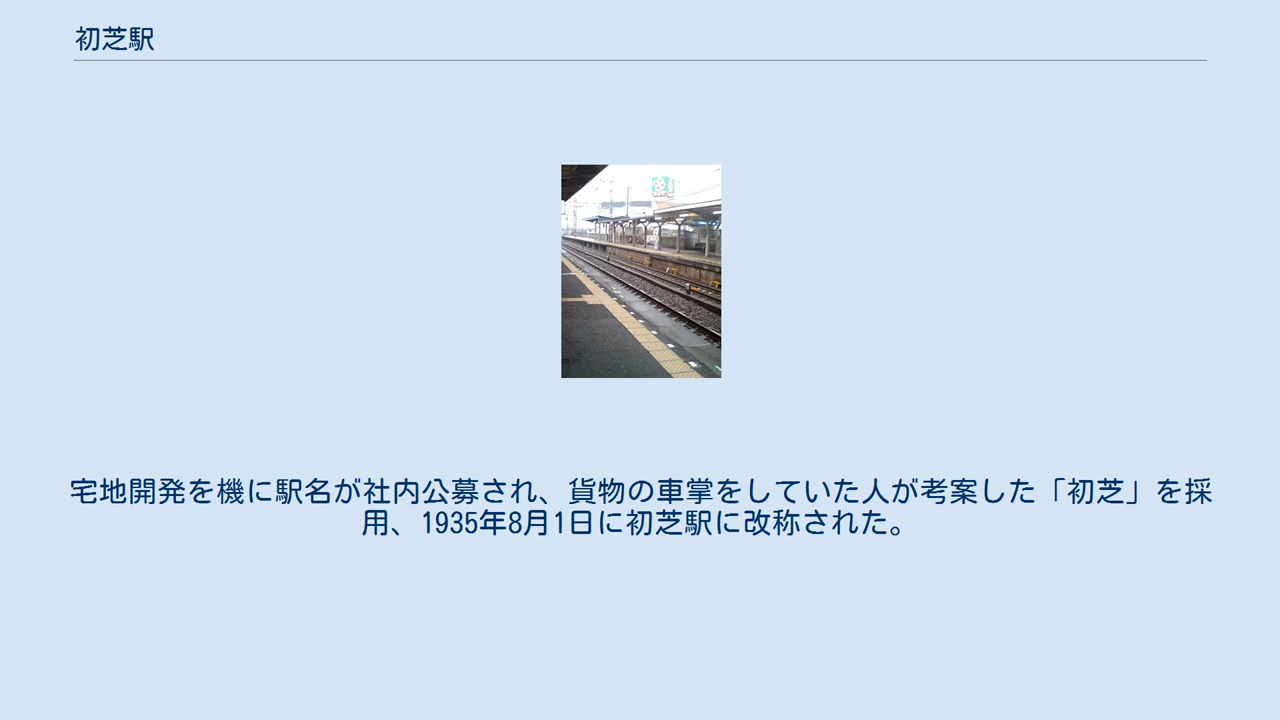 初芝駅
宅地開発を機に駅名が社内公募され、貨物の車掌をしていた人が考案した「初芝」を採
用、1935年8月1日に初芝駅に改称された。